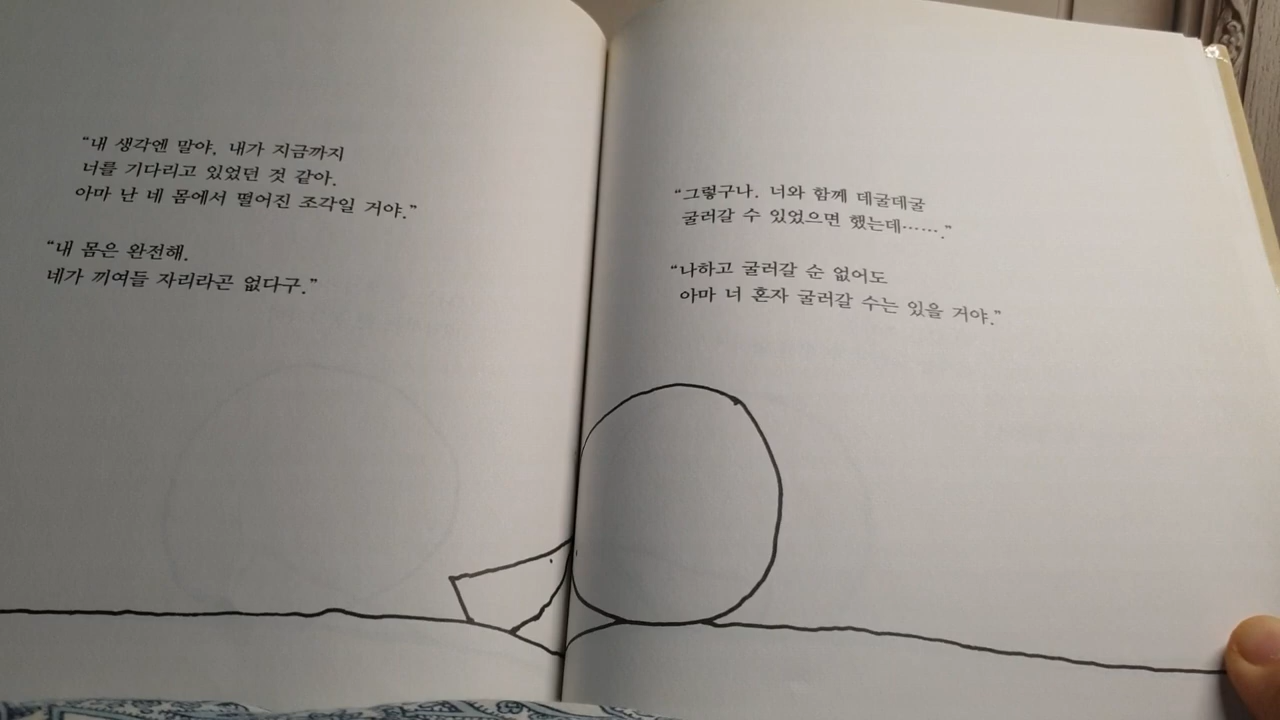 “내 생각엔 말야, 내가 지금까지
너를 기다리고 있었던 것 같아.
아마 난 네 몸에서 떨어진 조각일 거야.”
“내 몸은 완전해.
네가 끼여들 자리라곤 없다구.”
“그렇구나. 너와 함께 데굴데굴
굴러갈 수 있었으면 했는데…….”
“나하고 굴러갈 순 없어도
아마 너 혼자 굴러갈 수는 있을 거야.”